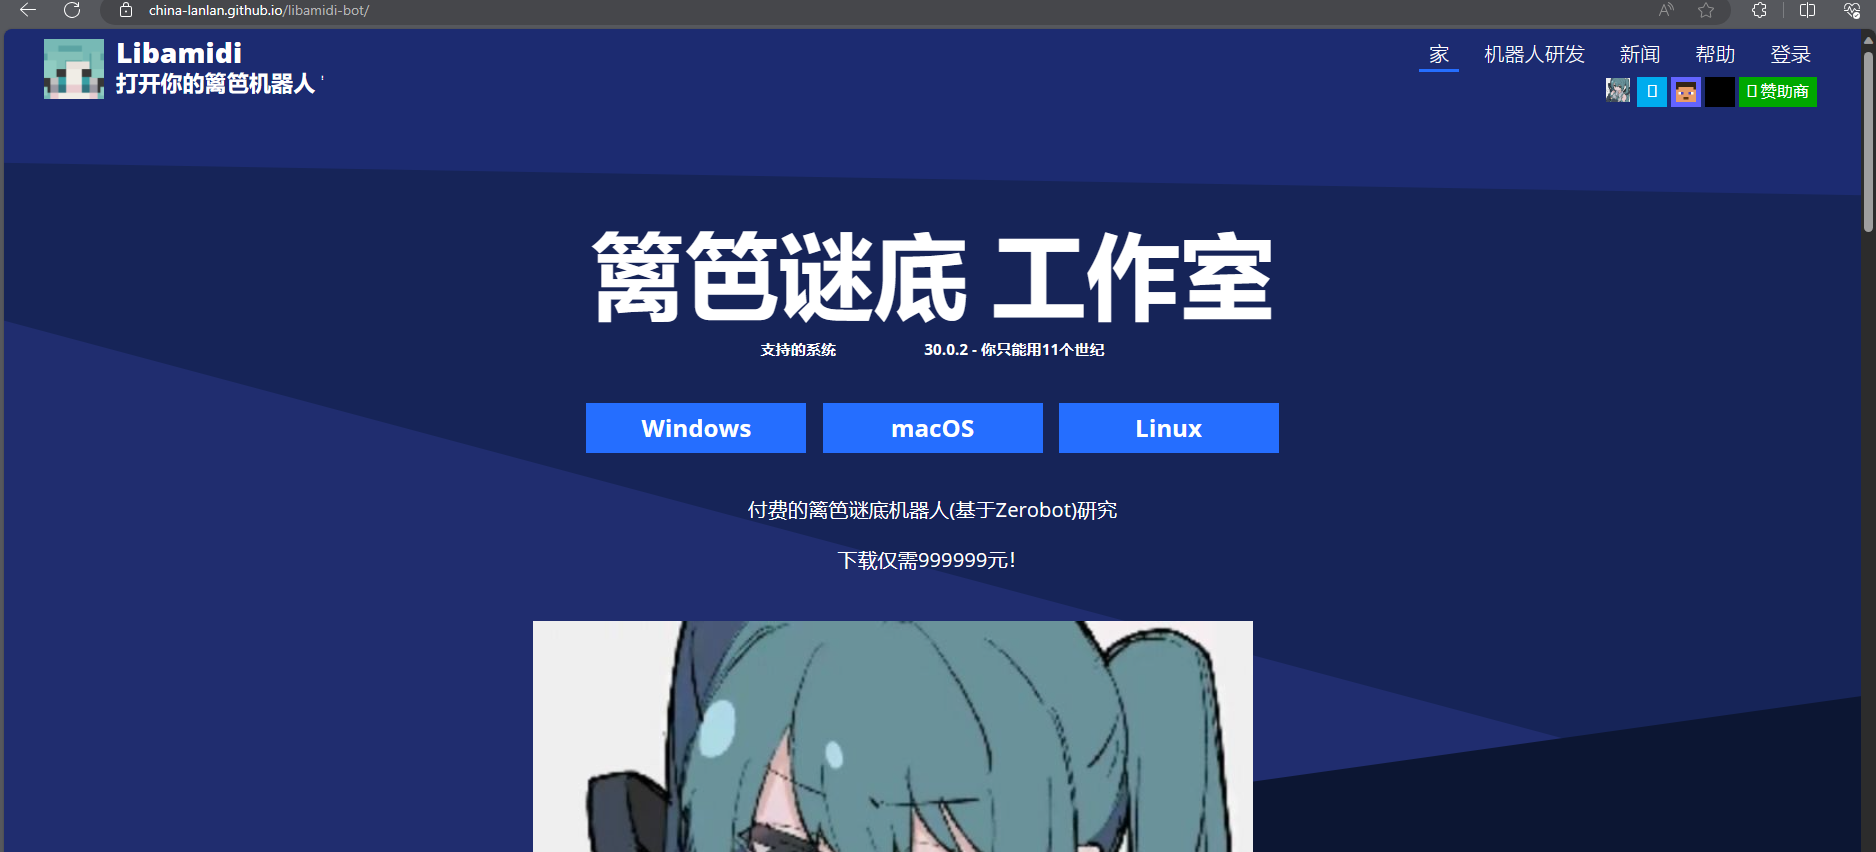 china-lanlan.github.io/libamidi-bot/
Libamidi
打开你的篱笆机器人 '
家 机器人研发 新闻 帮助 登录
赞助商
篱笆谜底 工作室
支持的系统 30.0.2 - 你只能用11个世纪
Windows macOS Linux
付费的篱笆谜底机器人(基于Zerobot)研究
下载仅需999999元!